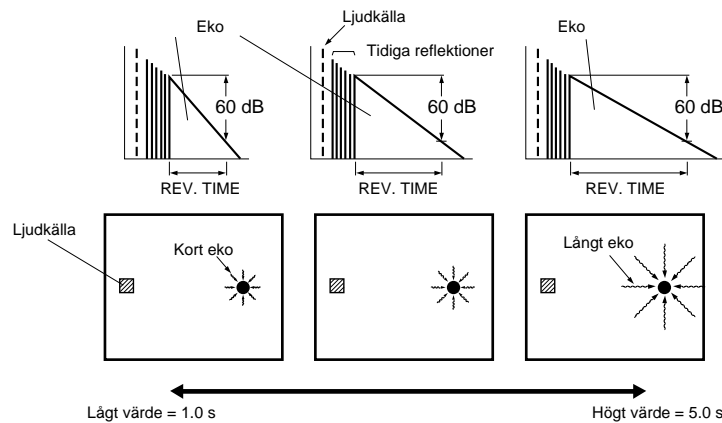 Ljudkälla
Eko
Tidiga reflektioner
Eko
60 dB
60 dB
60 dB
REV. TIME
REV. TIME
REV. TIME
Ljudkälla
Kort eko
Långt eko
Lågt värde = 1.0 s
Högt värde = 5.0 s